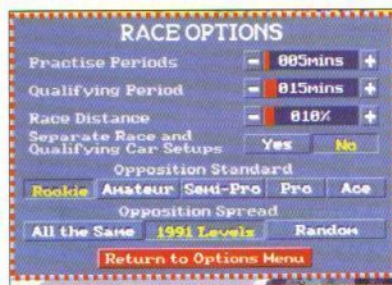 RACE OPTIONS
Practise Periods - 005mins +
Qualifying Period - 015mins +
Race Distance - 010% +
Separate Race and
Qualifying Car Setups Yes No
Opposition Standard
Rookie Amateur Semi-Pro Pro Ace
Opposition Spread
All the Same 1991 Levels Random
Return to Options Menu